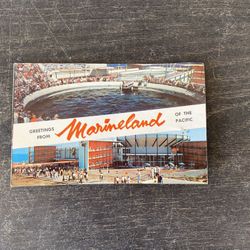 GREETINGS
FROM
Marineland
OF THE
PACIFIC